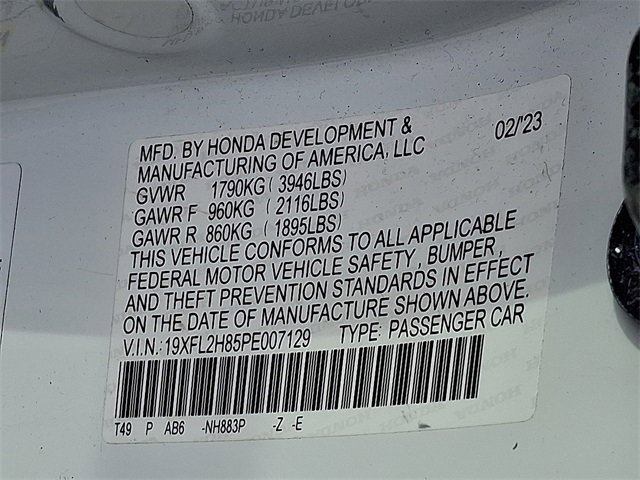 MFD. BY HONDA DEVELOPMENT &
MANUFACTURING OF AMERICA, LLC 02/'23
GVWR 1790KG ( 3946LBS)
GAWR F 960KG ( 2116LBS)
GAWR R 860KG ( 1895LBS)
THIS VEHICLE CONFORMS TO ALL APPLICABLE
FEDERAL MOTOR VEHICLE SAFETY , BUMPER,
AND THEFT PREVENTION STANDARDS IN EFFECT
ON THE DATE OF MANUFACTURE SHOWN ABOVE.
V.I.N.:19XFL2H85PE007129 TYPE: PASSENGER CAR
T49 P AB6 -NH883P -Z -E